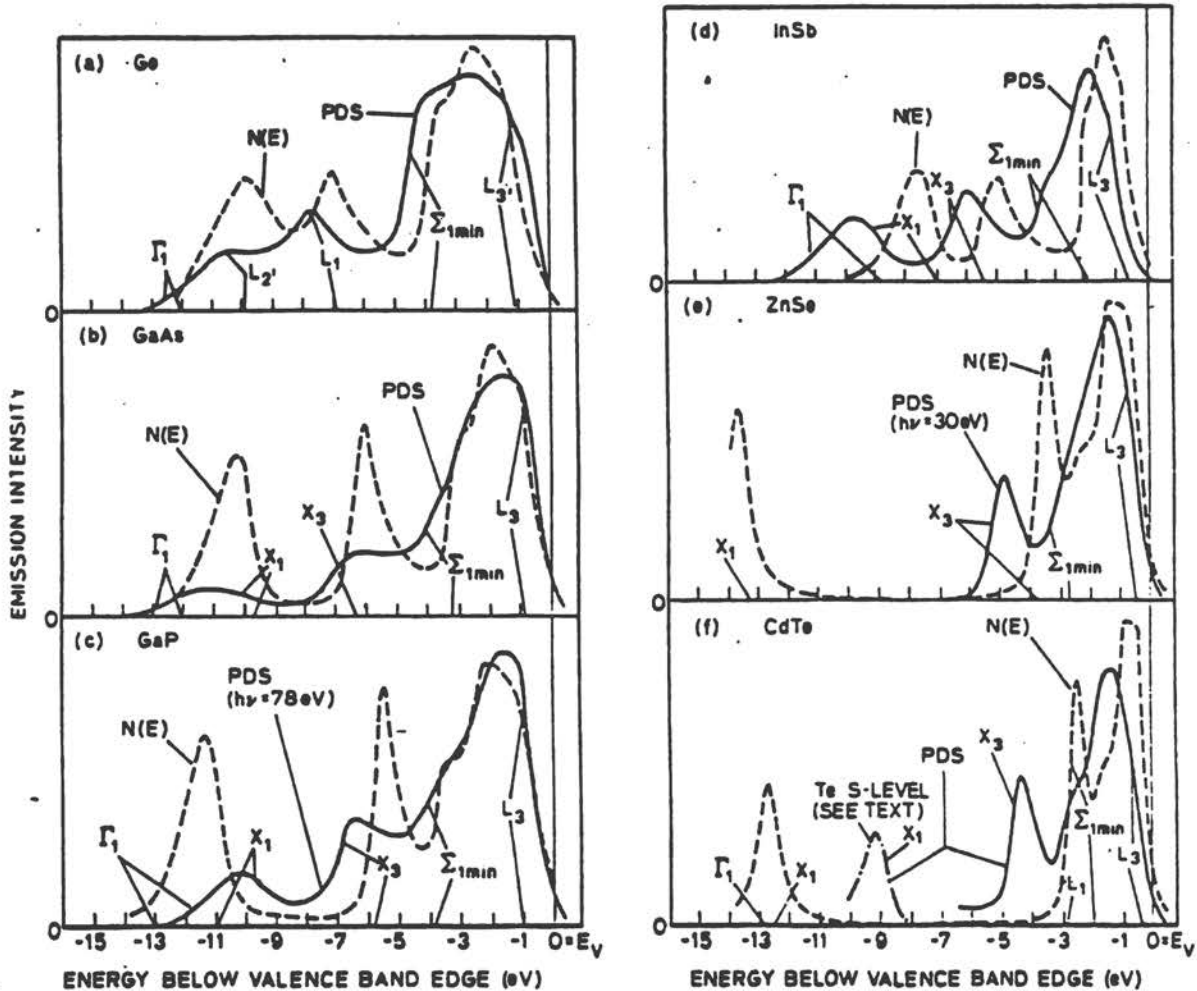 (a) Ge
PDS
N(E)
Γ₁
L₂'
L₁
Σ₁min
L₃'
0
(b) GaAs
PDS
N(E)
X₃
Γ₁
X₁
Σ₁min
L₃
0
(c) GaP
PDS
(hν=78eV)
N(E)
Γ₁
X₁
X₃
Σ₁min
L₃
0
-15 -13 -11 -9 -7 -5 -3 -1 0=Eᵥ
ENERGY BELOW VALENCE BAND EDGE (eV)
EMISSION INTENSITY
(d) InSb
PDS
N(E)
Σ₁min
X₃
Γ₁
X₁
L₃
0
(e) ZnSe
N(E)
PDS
(hν=30eV)
X₃
L₃
X₁
Σ₁min
0
(f) CdTe
N(E)
X₃
PDS
Te S-LEVEL
(SEE TEXT)
X₁
Γ₁
X₁
Σ₁min
L₃
L₁
0
-15 -13 -11 -9 -7 -5 -3 -1 0=Eᵥ
ENERGY BELOW VALENCE BAND EDGE (eV)